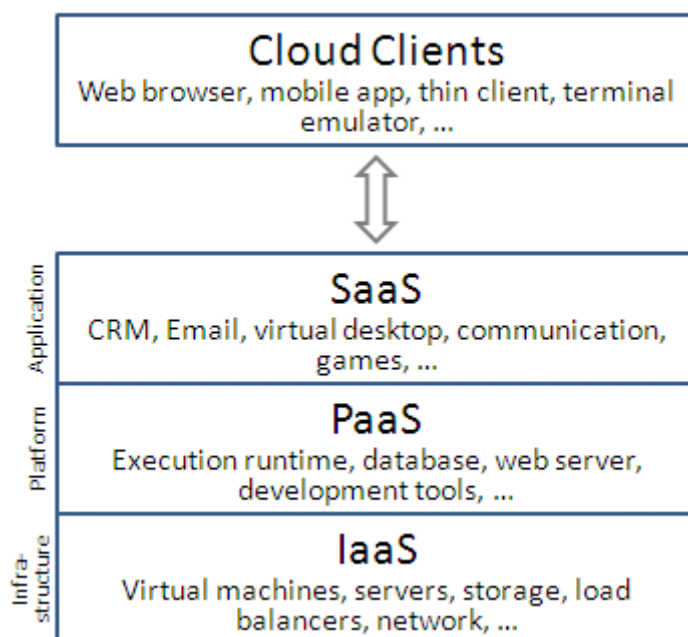 Cloud Clients
Web browser, mobile app, thin client, terminal
emulator, ...
Application
SaaS
CRM, Email, virtual desktop, communication,
games, ...
Platform
PaaS
Execution runtime, database, web server,
development tools, ...
Infra-
structure
IaaS
Virtual machines, servers, storage, load
balancers, network, ...